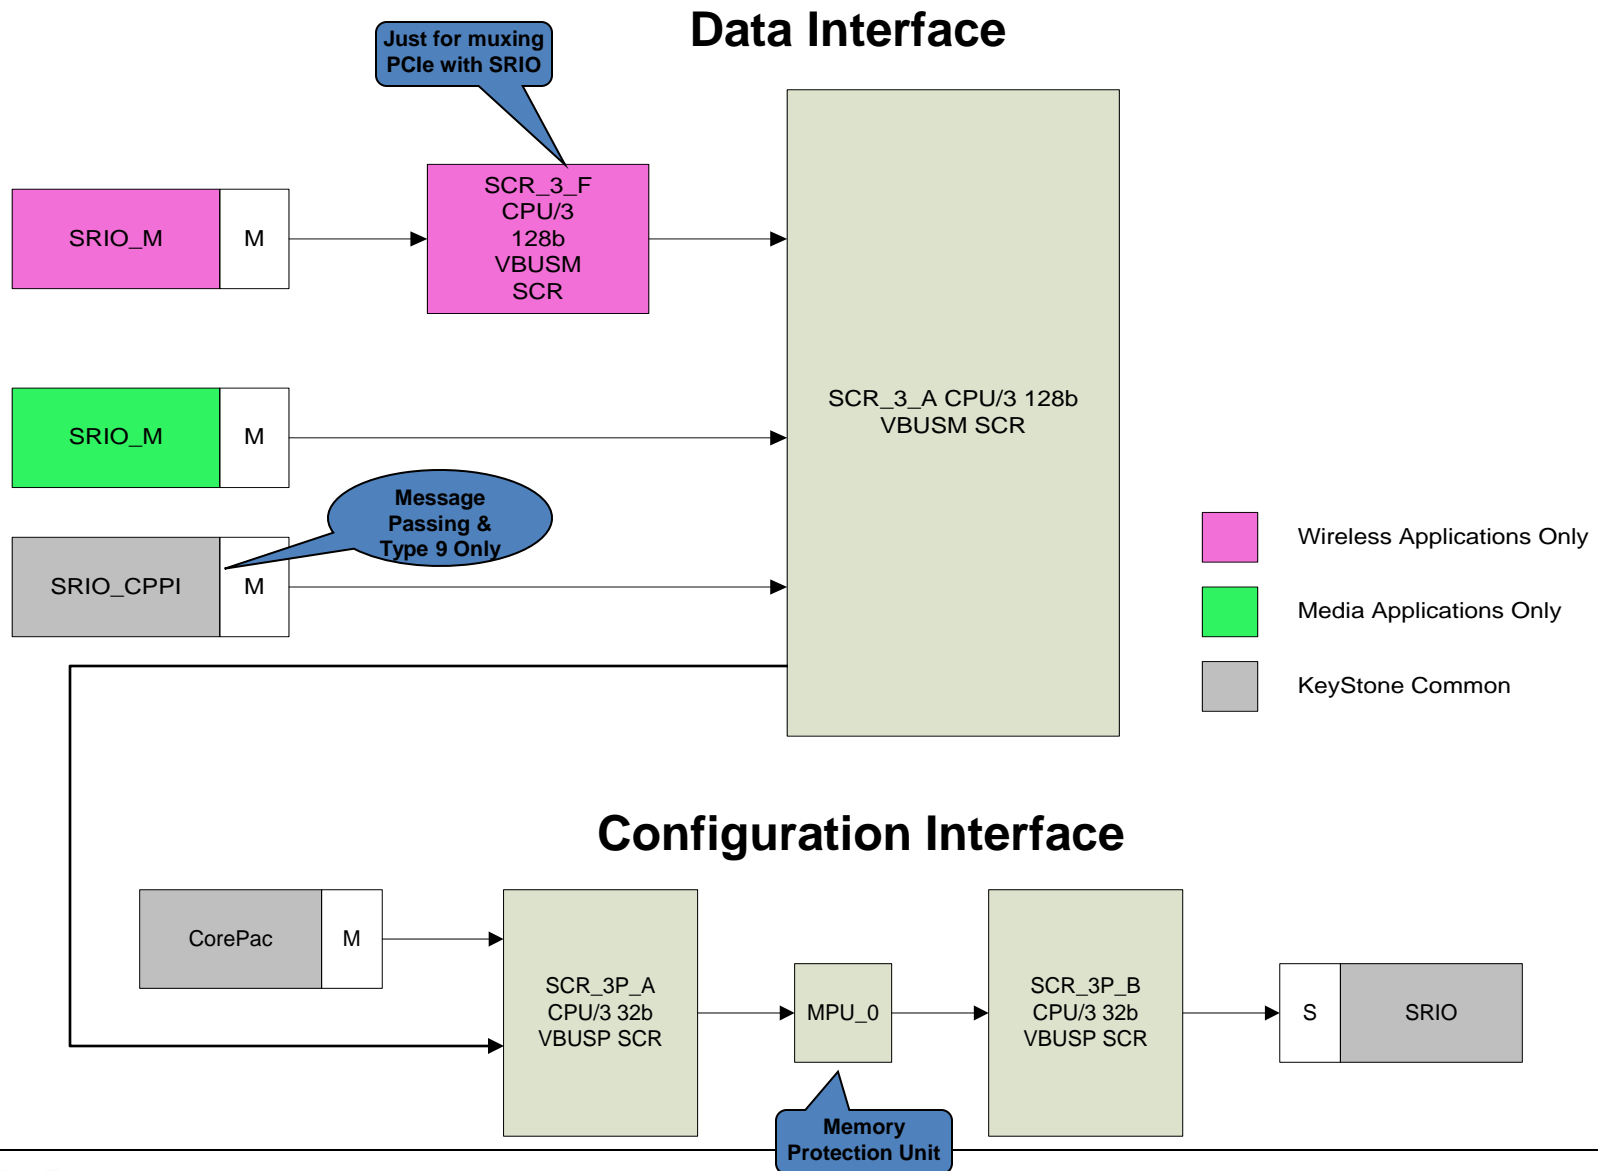 Data Interface
Just for muxing
PCIe with SRIO
SRIO_M
M
SCR_3_F
CPU/3
128b
VBUSM
SCR
SRIO_M
M
SCR_3_A CPU/3 128b
VBUSM SCR
Message
Passing &
Type 9 Only
SRIO_CPPI
M
Wireless Applications Only
Media Applications Only
KeyStone Common
Configuration Interface
CorePac
M
SCR_3P_A
CPU/3 32b
VBUSP SCR
MPU_0
SCR_3P_B
CPU/3 32b
VBUSP SCR
S
SRIO
Memory
Protection Unit